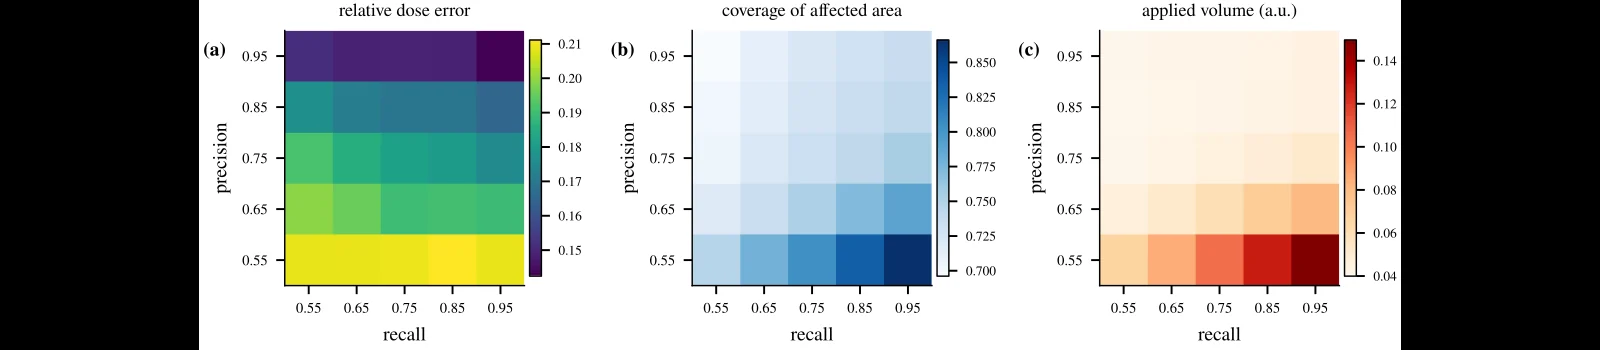 relative dose error
(a)
0.95
0.85
0.75
0.65
0.55
precision
0.55 0.65 0.75 0.85 0.95
recall
0.21
0.20
0.19
0.18
0.17
0.16
0.15
coverage of affected area
(b)
0.95
0.85
0.75
0.65
0.55
precision
0.55 0.65 0.75 0.85 0.95
recall
0.850
0.825
0.800
0.775
0.750
0.725
0.700
applied volume (a.u.)
(c)
0.95
0.85
0.75
0.65
0.55
precision
0.55 0.65 0.75 0.85 0.95
recall
0.14
0.12
0.10
0.08
0.06
0.04